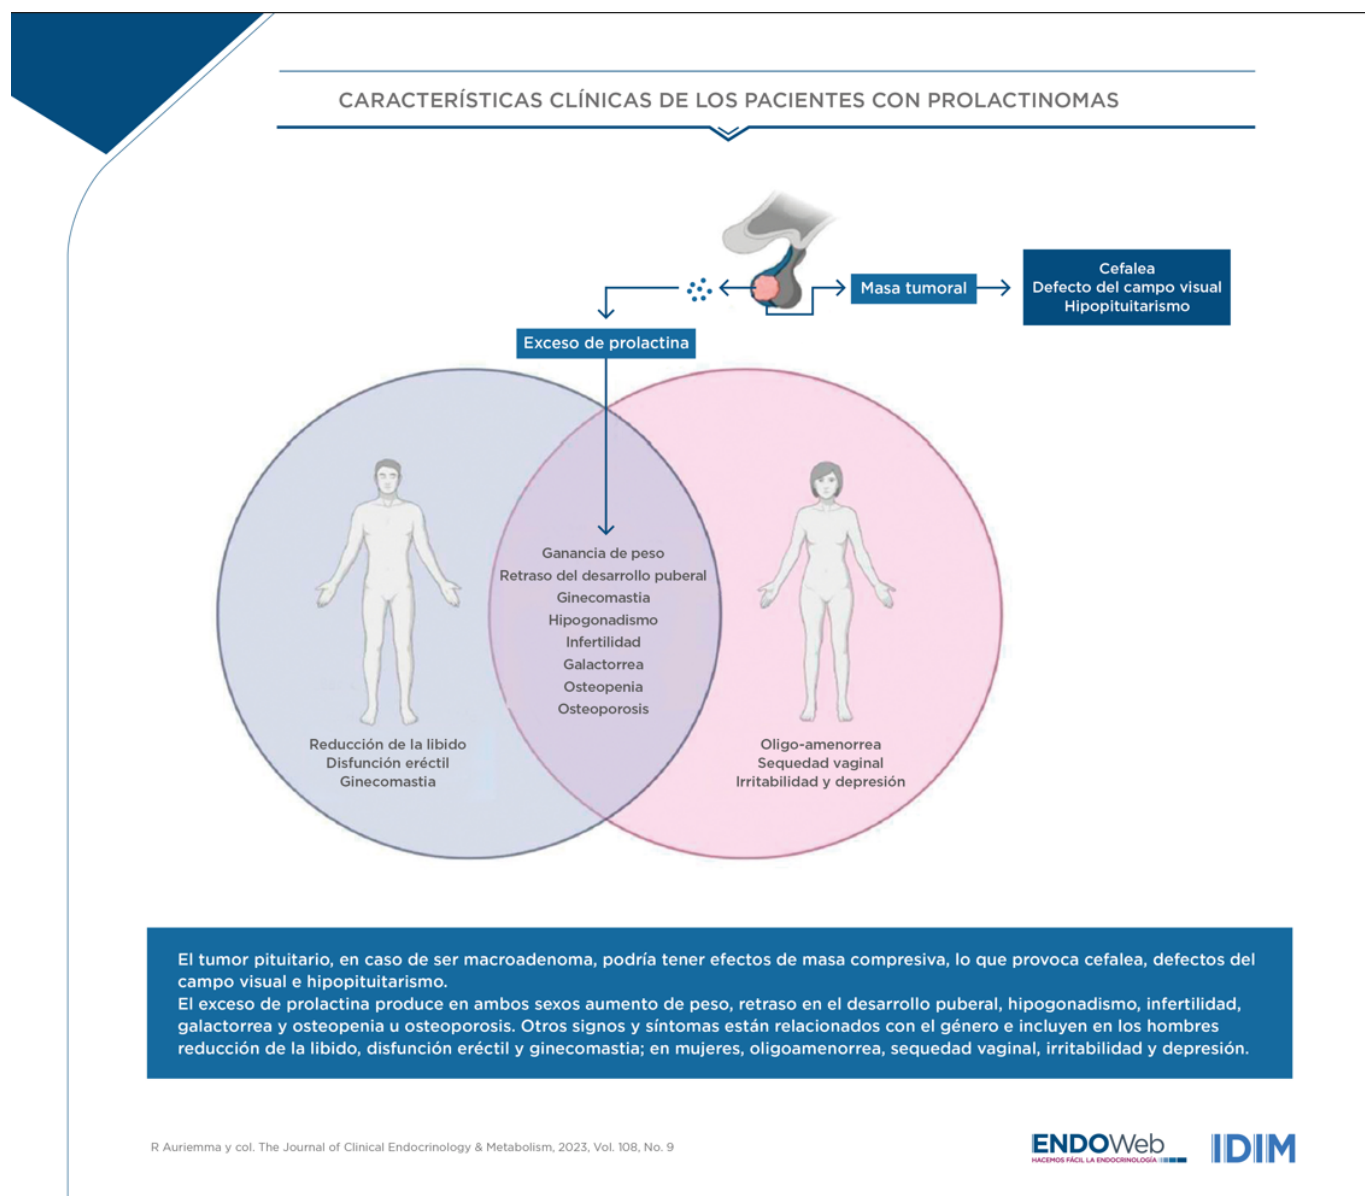 CARACTERÍSTICAS CLÍNICAS DE LOS PACIENTES CON PROLACTINOMAS
Masa tumoral
Cefalea
Defecto del campo visual
Hipopituitarismo
Exceso de prolactina
Ganancia de peso
Retraso del desarrollo puberal
Ginecomastia
Hipogonadismo
Infertilidad
Galactorrea
Osteopenia
Osteoporosis
Reducción de la libido
Disfunción eréctil
Ginecomastia
Oligo-amenorrea
Sequedad vaginal
Irritabilidad y depresión
El tumor pituitario, en caso de ser macroadenoma, podría tener efectos de masa compresiva, lo que provoca cefalea, defectos del
campo visual e hipopituitarismo.
El exceso de prolactina produce en ambos sexos aumento de peso, retraso en el desarrollo puberal, hipogonadismo, infertilidad,
galactorrea y osteopenia u osteoporosis. Otros signos y síntomas están relacionados con el género e incluyen en los hombres
reducción de la libido, disfunción eréctil y ginecomastia; en mujeres, oligoamenorrea, sequedad vaginal, irritabilidad y depresión.
R Auriemma y col. The Journal of Clinical Endocrinology & Metabolism, 2023, Vol. 108, No. 9
ENDOWeb
HACEMOS FÁCIL LA ENDOCRINOLOGÍA
IDIM